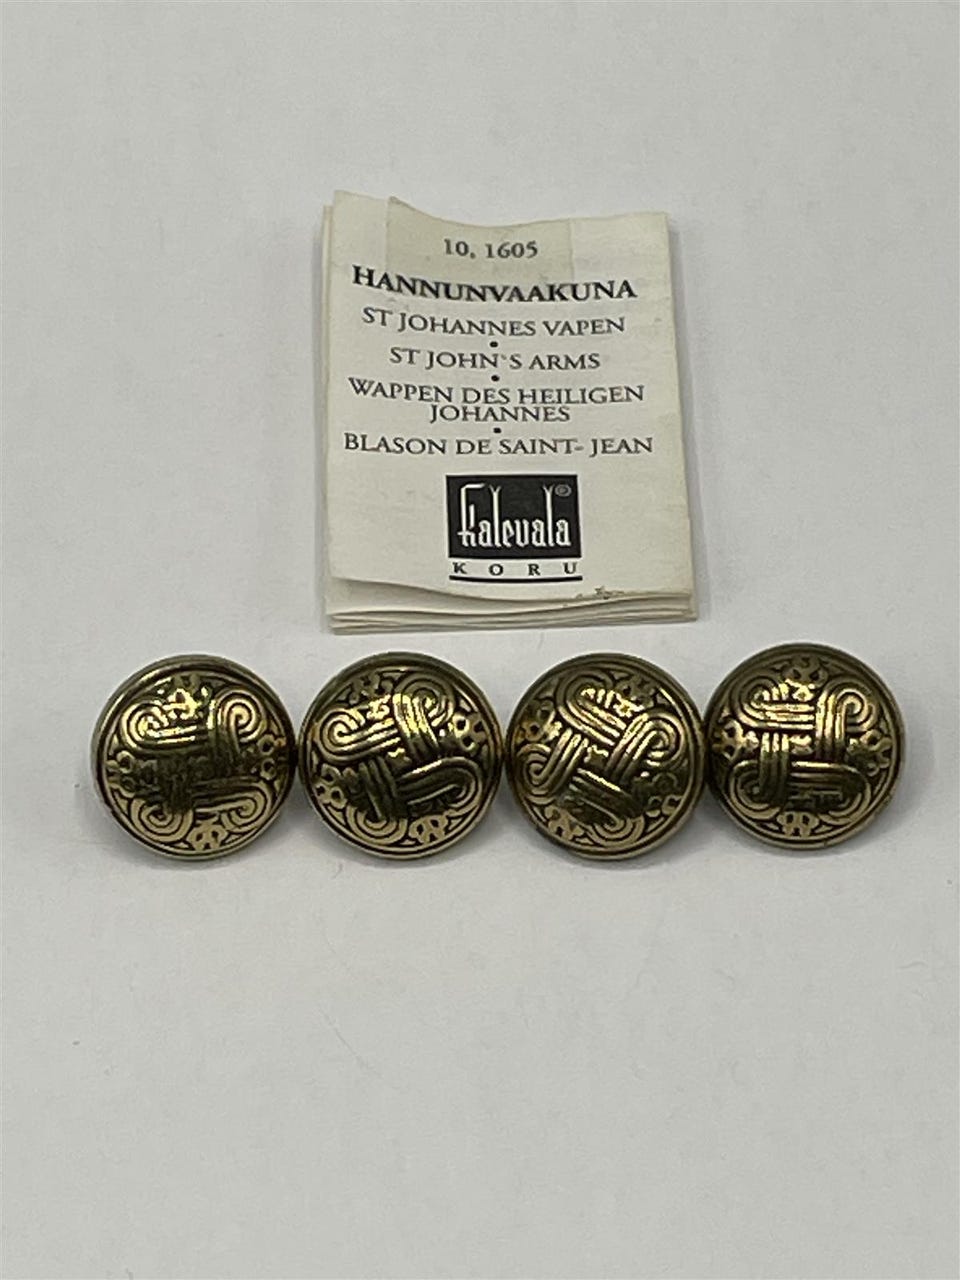 10, 1605
HANNUNVAAKUNA
ST JOHANNES VAPEN
•
ST JOHN`S ARMS
•
WAPPEN DES HEILIGEN
JOHANNES
•
BLASON DE SAINT- JEAN
Kalevala®
KORU